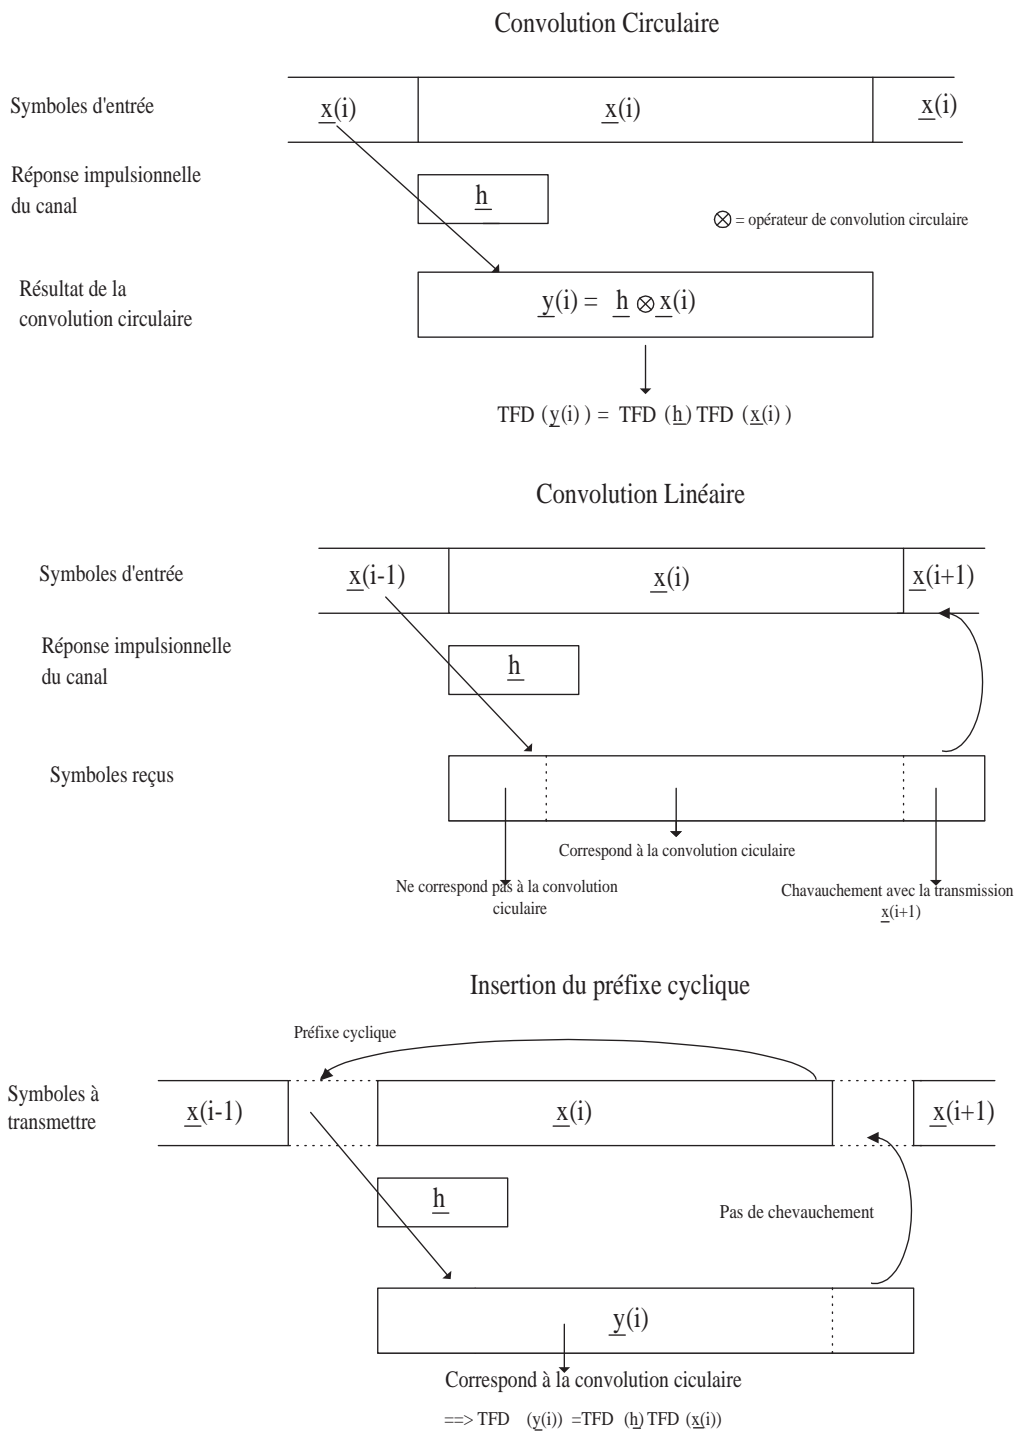 Convolution Circulaire
Symboles d'entrée
x(i)
x(i)
x(i)
Réponse impulsionnelle
du canal
h
⊗ = opérateur de convolution circulaire
Résultat de la
convolution circulaire
y(i) = h ⊗ x(i)
TFD (y(i) ) = TFD (h) TFD (x(i) )
Convolution Linéaire
Symboles d'entrée
x(i-1)
x(i)
x(i+1)
Réponse impulsionnelle
du canal
h
Symboles reçus
Correspond à la convolution ciculaire
Ne correspond pas à la convolution
ciculaire
Chavauchement avec la transmission
x(i+1)
Insertion du préfixe cyclique
Préfixe cyclique
Symboles à
transmettre
x(i-1)
x(i)
x(i+1)
h
Pas de chevauchement
y(i)
Correspond à la convolution ciculaire
==> TFD (y(i)) =TFD (h) TFD (x(i))